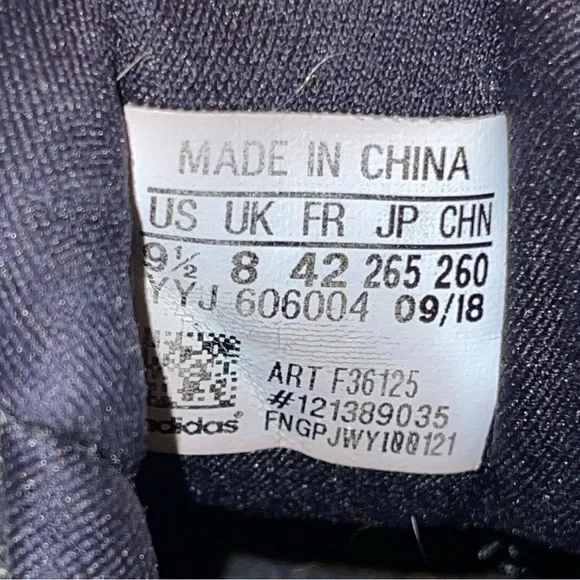 MADE IN CHINA
US UK FR JP CHN
9½ 8 42 265 260
YYJ 606004 09/18
ART F36125
#121389035
adidas®